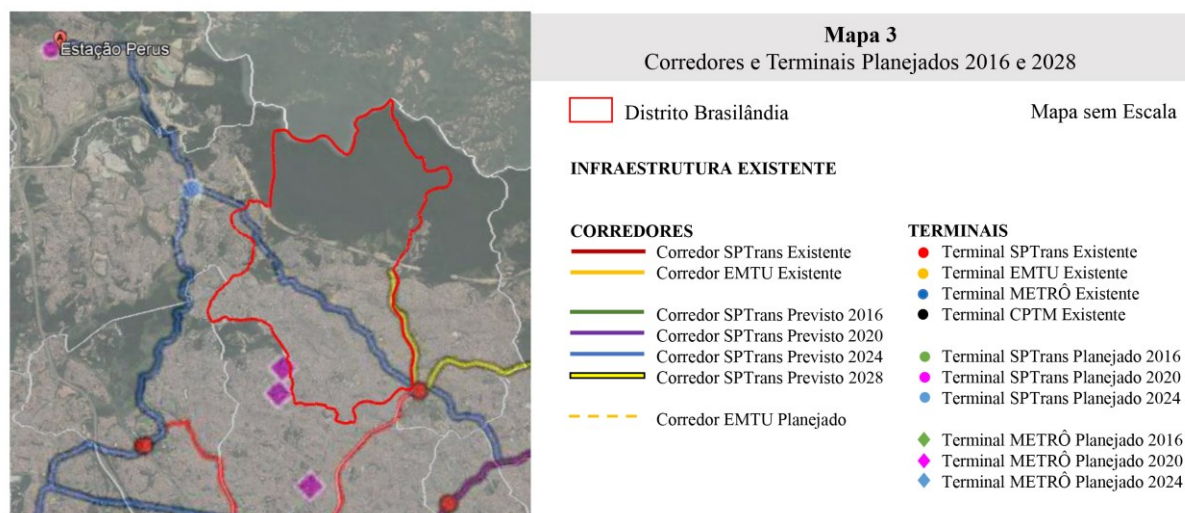 A
Estação Perus
Mapa 3
Corredores e Terminais Planejados 2016 e 2028
Distrito Brasilândia
Mapa sem Escala
INFRAESTRUTURA EXISTENTE
CORREDORES
Corredor SPTrans Existente
Corredor EMTU Existente
Corredor SPTrans Previsto 2016
Corredor SPTrans Previsto 2020
Corredor SPTrans Previsto 2024
Corredor SPTrans Previsto 2028
Corredor EMTU Planejado
TERMINAIS
Terminal SPTrans Existente
Terminal EMTU Existente
Terminal METRÔ Existente
Terminal CPTM Existente
Terminal SPTrans Planejado 2016
Terminal SPTrans Planejado 2020
Terminal SPTrans Planejado 2024
Terminal METRÔ Planejado 2016
Terminal METRÔ Planejado 2020
Terminal METRÔ Planejado 2024